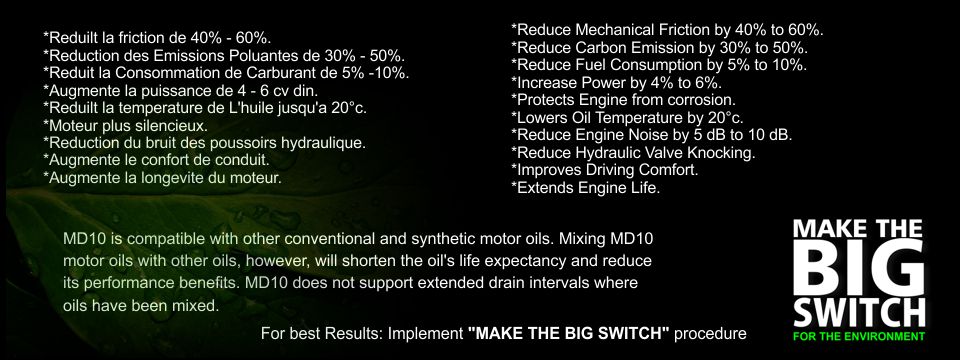 *Reduilt la friction de 40% - 60%.
*Reduction des Emissions Poluantes de 30% - 50%.
*Reduit la Consommation de Carburant de 5% -10%.
*Augmente la puissance de 4 - 6 cv din.
*Reduilt la temperature de L'huile jusqu'a 20°c.
*Moteur plus silencieux.
*Reduction du bruit des poussoirs hydraulique.
*Augmente le confort de conduit.
*Augmente la longevite du moteur.
*Reduce Mechanical Friction by 40% to 60%.
*Reduce Carbon Emission by 30% to 50%.
*Reduce Fuel Consumption by 5% to 10%.
*Increase Power by 4% to 6%.
*Protects Engine from corrosion.
*Lowers Oil Temperature by 20°c.
*Reduce Engine Noise by 5 dB to 10 dB.
*Reduce Hydraulic Valve Knocking.
*Improves Driving Comfort.
*Extends Engine Life.
MD10 is compatible with other conventional and synthetic motor oils. Mixing MD10
motor oils with other oils, however, will shorten the oil's life expectancy and reduce
its performance benefits. MD10 does not support extended drain intervals where
oils have been mixed.
For best Results: Implement "MAKE THE BIG SWITCH" procedure
MAKE THE
BIG
SWITCH
FOR THE ENVIRONMENT